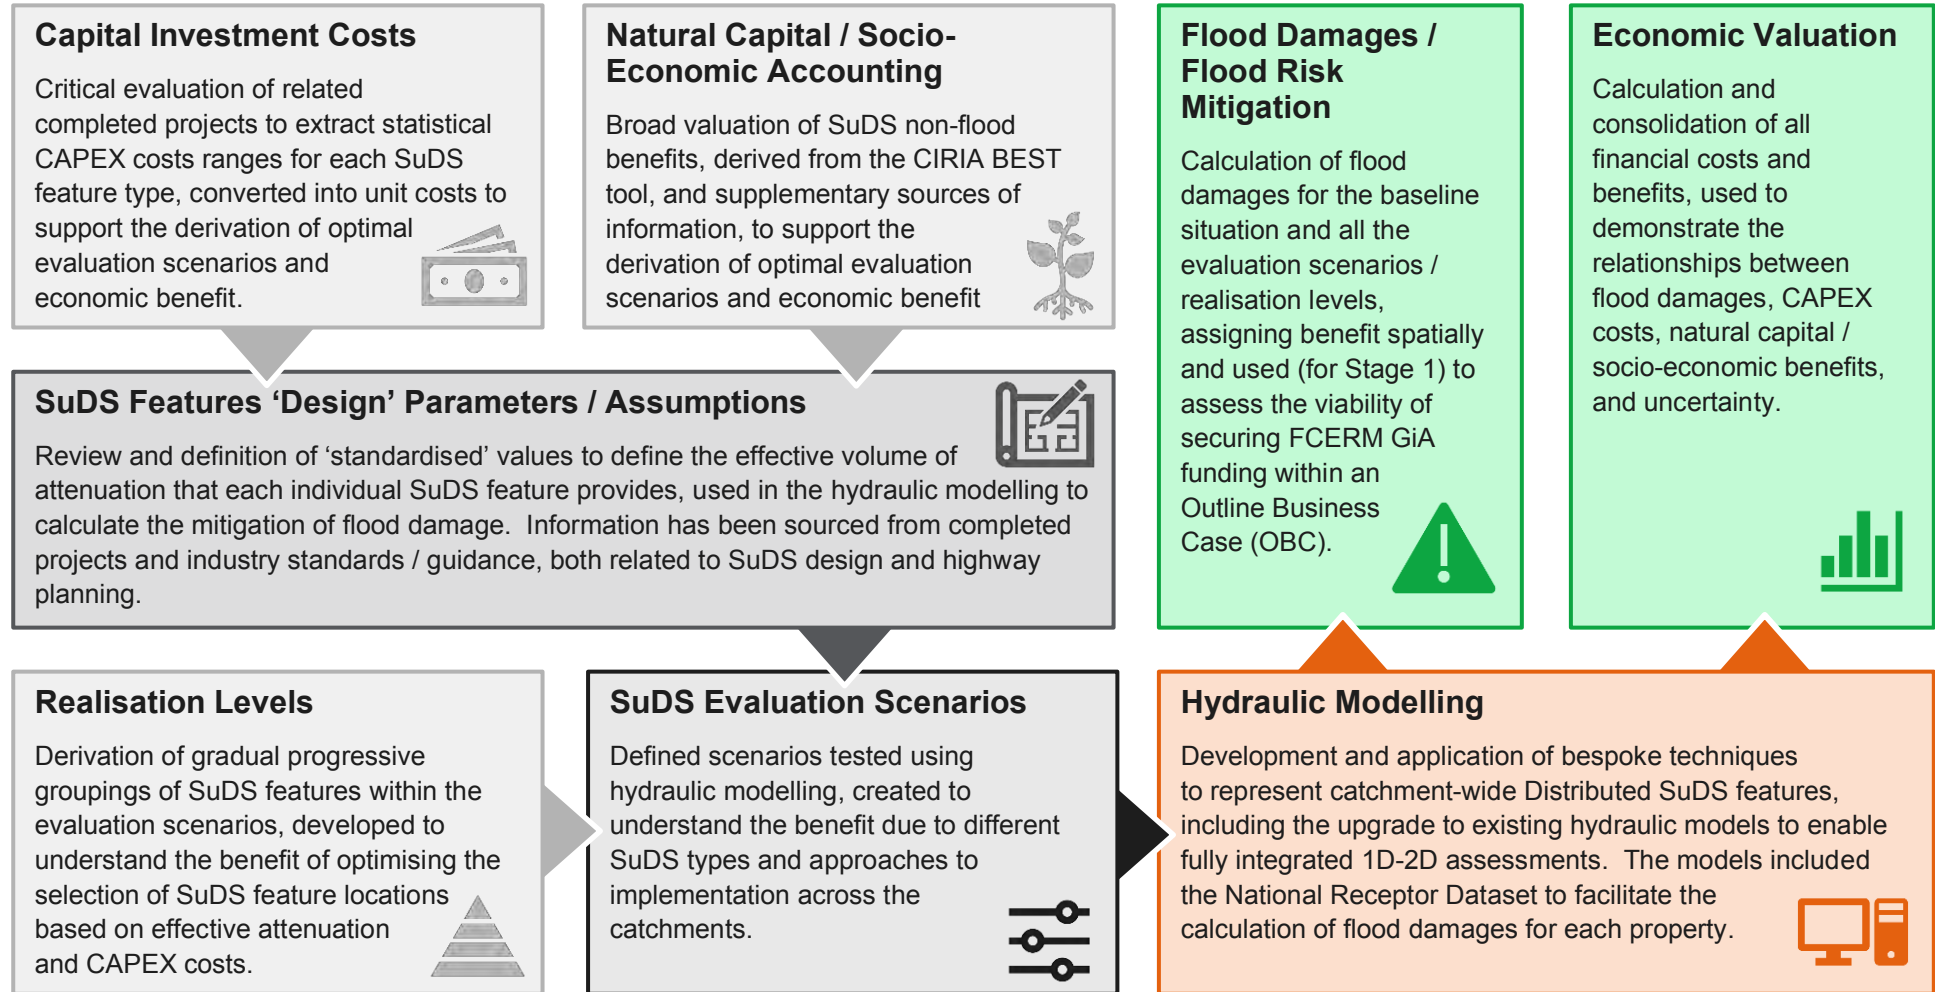 Capital Investment Costs
Critical evaluation of related
completed projects to extract statistical
CAPEX costs ranges for each SuDS
feature type, converted into unit costs to
support the derivation of optimal
evaluation scenarios and
economic benefit.
Natural Capital / Socio-
Economic Accounting
Broad valuation of SuDS non-flood
benefits, derived from the CIRIA BEST
tool, and supplementary sources of
information, to support the
derivation of optimal evaluation
scenarios and economic benefit
Flood Damages /
Flood Risk
Mitigation
Calculation of flood
damages for the baseline
situation and all the
evaluation scenarios /
realisation levels,
assigning benefit spatially
and used (for Stage 1) to
assess the viability of
securing FCERM GiA
funding within an
Outline Business
Case (OBC).
Economic Valuation
Calculation and
consolidation of all
financial costs and
benefits, used to
demonstrate the
relationships between
flood damages, CAPEX
costs, natural capital /
socio-economic benefits,
and uncertainty.
SuDS Features ‘Design’ Parameters / Assumptions
Review and definition of ‘standardised’ values to define the effective volume of
attenuation that each individual SuDS feature provides, used in the hydraulic modelling to
calculate the mitigation of flood damage.  Information has been sourced from completed
projects and industry standards / guidance, both related to SuDS design and highway
planning.
Realisation Levels
Derivation of gradual progressive
groupings of SuDS features within the
evaluation scenarios, developed to
understand the benefit of optimising the
selection of SuDS feature locations
based on effective attenuation
and CAPEX costs.
SuDS Evaluation Scenarios
Defined scenarios tested using
hydraulic modelling, created to
understand the benefit due to different
SuDS types and approaches to
implementation across the
catchments.
Hydraulic Modelling
Development and application of bespoke techniques
to represent catchment-wide Distributed SuDS features,
including the upgrade to existing hydraulic models to enable
fully integrated 1D-2D assessments.  The models included
the National Receptor Dataset to facilitate the
calculation of flood damages for each property.